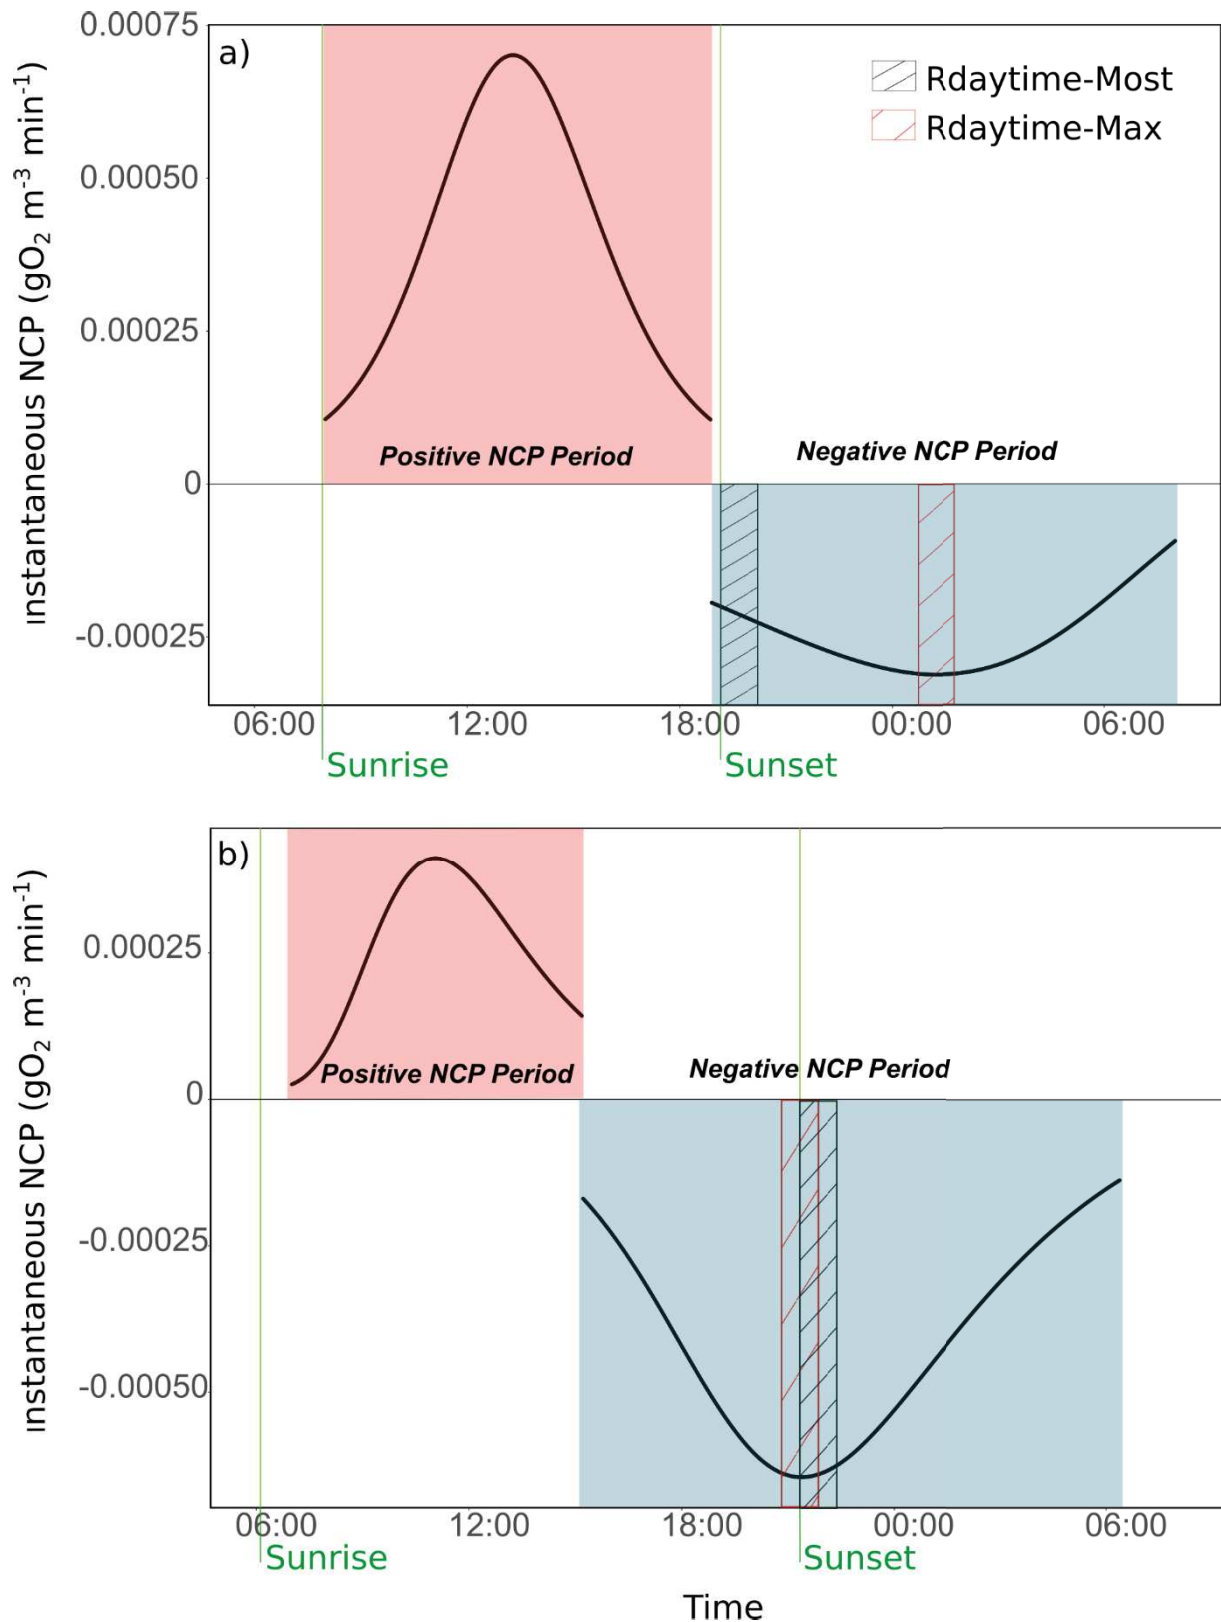 0.00075
a)
Rdaytime-Most
Rdaytime-Max
0.00050
0.00025
0
-0.00025
instantaneous NCP (gO₂ m⁻³ min⁻¹)
Positive NCP Period
Negative NCP Period
06:00
12:00
18:00
00:00
06:00
Sunrise
Sunset
b)
0.00025
0
-0.00025
-0.00050
instantaneous NCP (gO₂ m⁻³ min⁻¹)
Positive NCP Period
Negative NCP Period
06:00
12:00
18:00
00:00
06:00
Sunrise
Sunset
Time